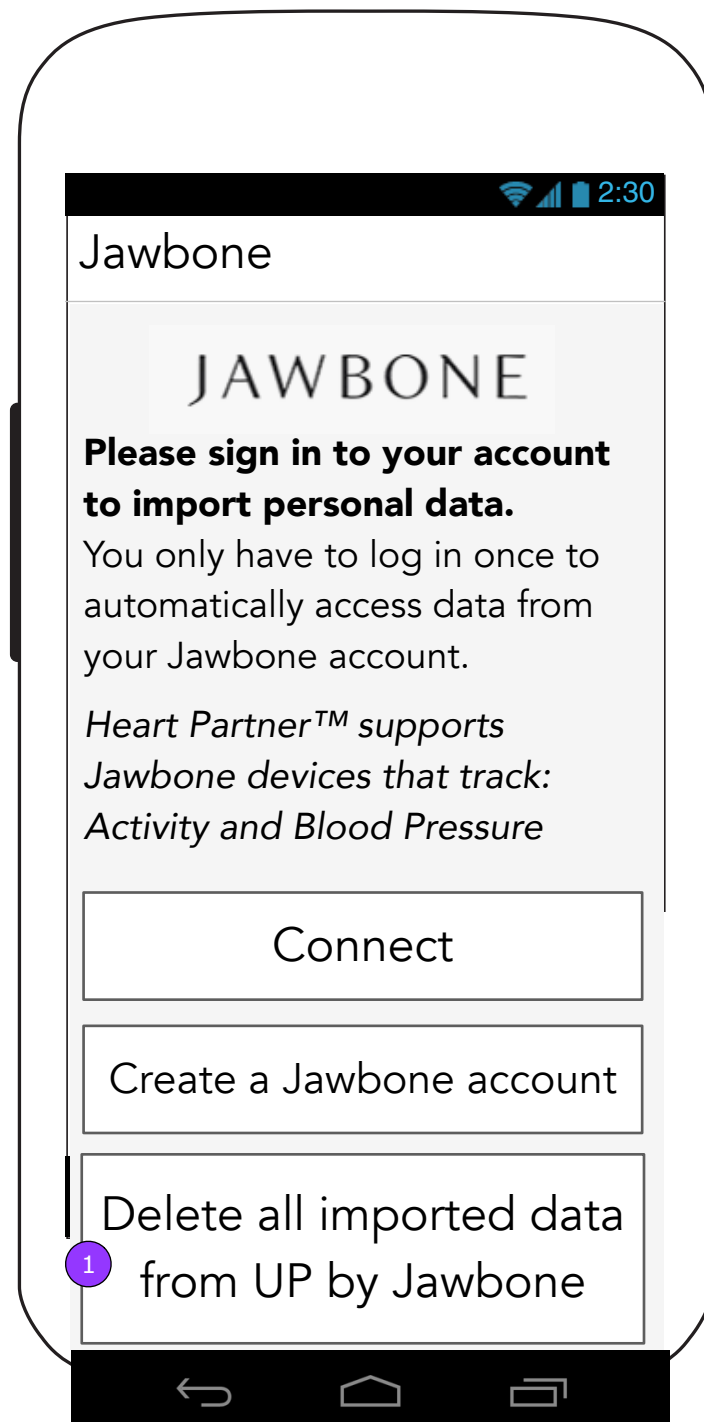 2:30
Jawbone
JAWBONE
Please sign in to your account
to import personal data.
You only have to log in once to
automatically access data from
your Jawbone account.
Heart Partner™ supports
Jawbone devices that track:
Activity and Blood Pressure
Connect
Create a Jawbone account
Delete all imported data
1
from UP by Jawbone